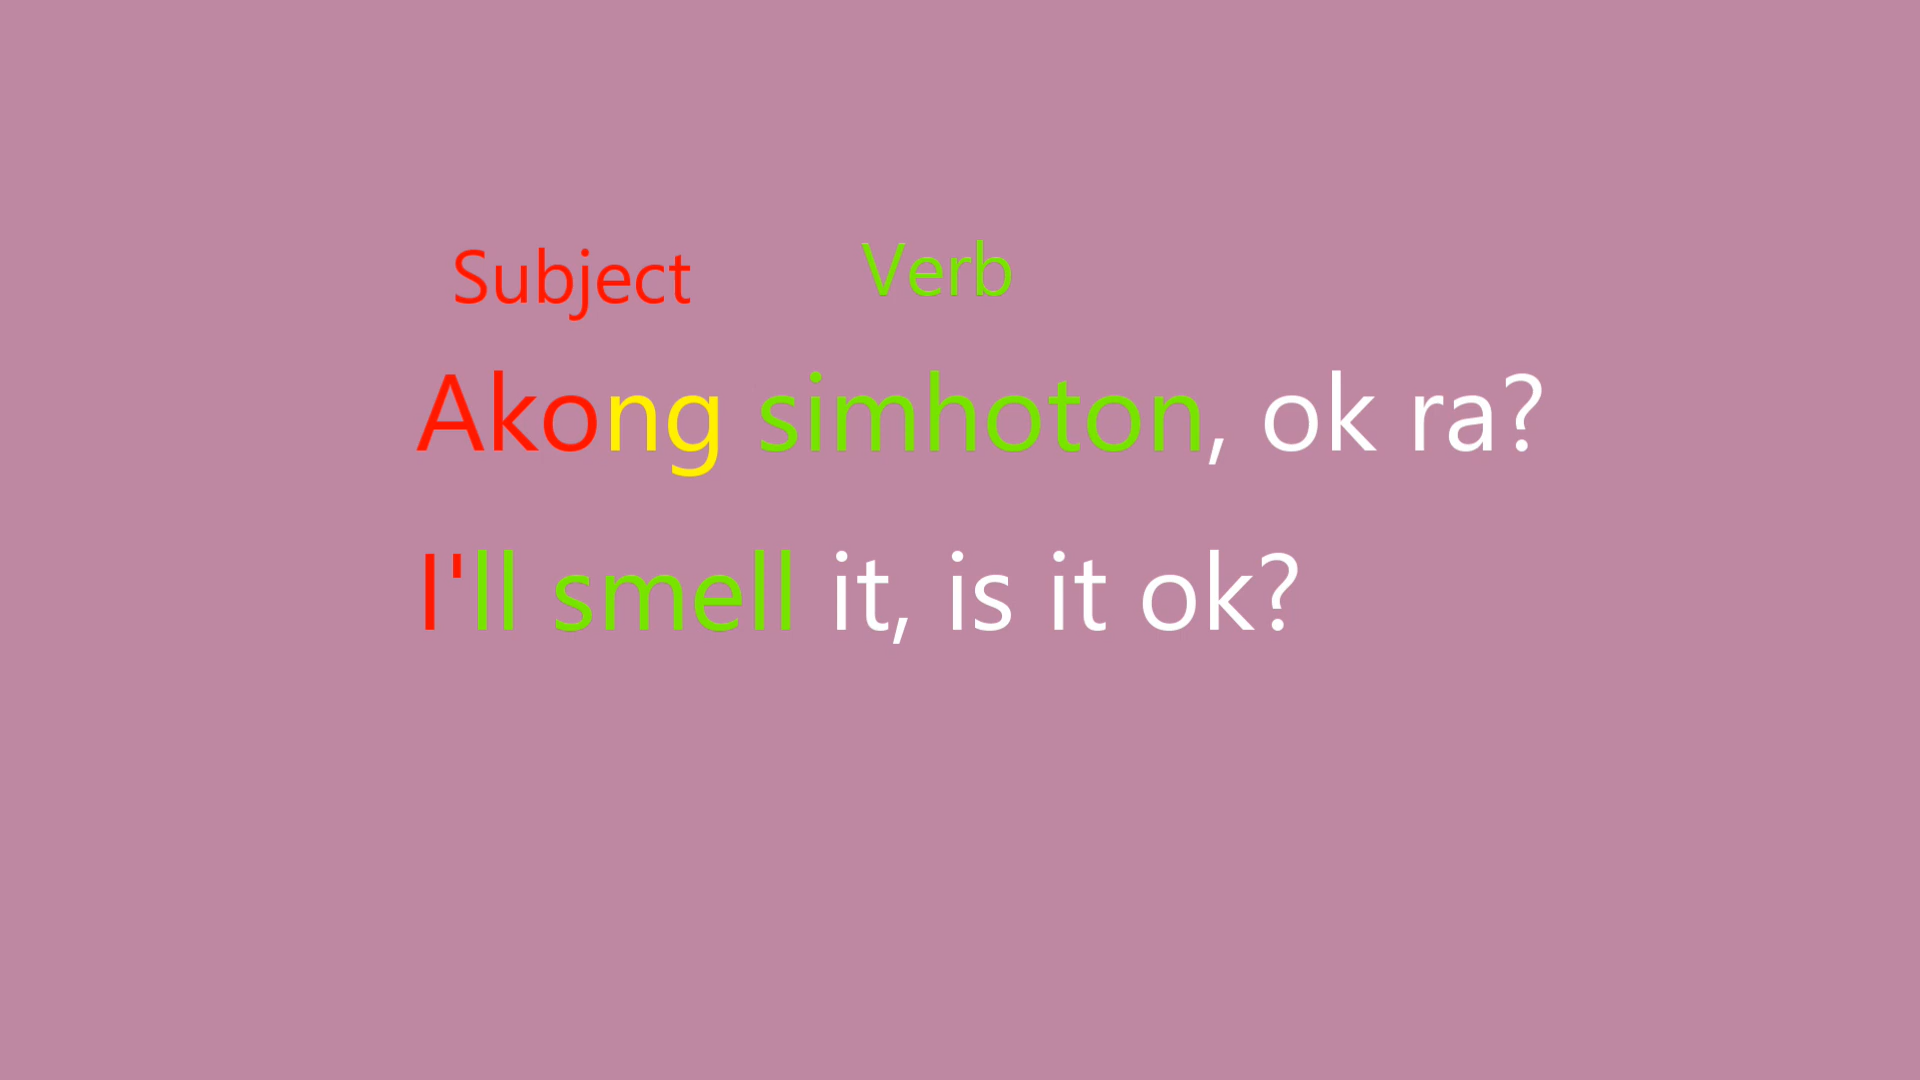 Subject Verb
Akong simhoton, ok ra?
I'll smell it, is it ok?